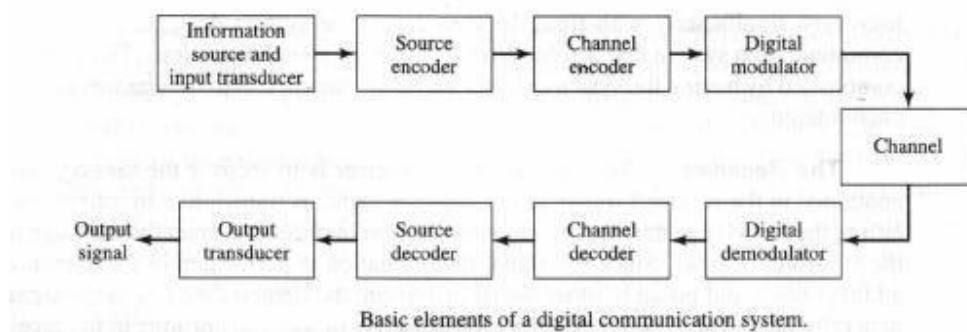 Information
source and
input transducer
Source
encoder
Channel
encoder
Digital
modulator
Channel
Output
signal
Output
transducer
Source
decoder
Channel
decoder
Digital
demodulator
Basic elements of a digital communication system.